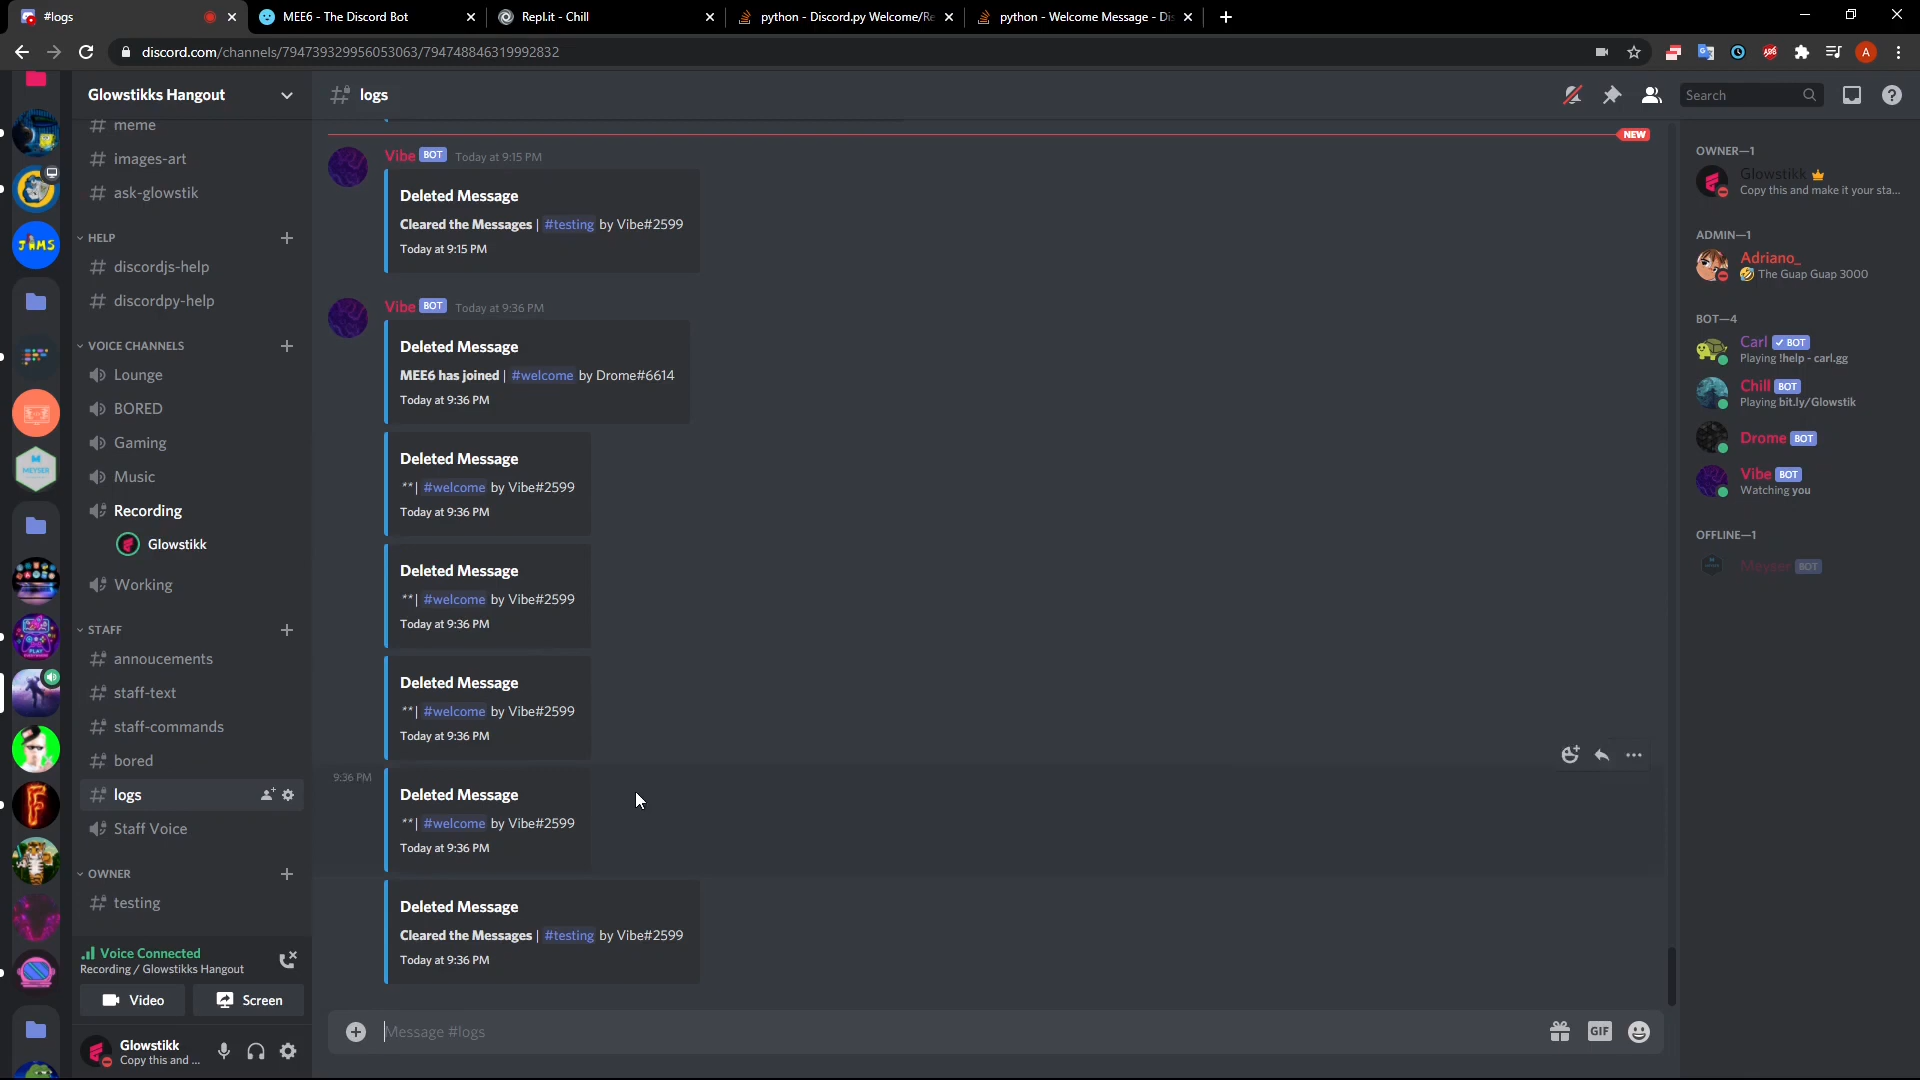 #logs
MEE6 - The Discord Bot
Repl.it - Chill
python - Discord.py Welcome/Re
python - Welcome Message - Dis
discord.com/channels/794739329956053063/794748846319992832
Glowstikks Hangout
logs
Search
meme
images-art
ask-glowstik
HELP
discordjs-help
discordpy-help
VOICE CHANNELS
Lounge
BORED
Gaming
Music
Recording
Glowstikk
Working
STAFF
annoucements
staff-text
staff-commands
bored
logs
Staff Voice
OWNER
testing
Voice Connected
Recording / Glowstikks Hangout
Video
Screen
Glowstikk
Copy this and ...
JAMS
MEYSER
NEW
Vibe BOT Today at 9:15 PM
Deleted Message
Cleared the Messages | #testing by Vibe#2599
Today at 9:15 PM
Vibe BOT Today at 9:36 PM
Deleted Message
MEE6 has joined | #welcome by Drome#6614
Today at 9:36 PM
Deleted Message
**| #welcome by Vibe#2599
Today at 9:36 PM
Deleted Message
**| #welcome by Vibe#2599
Today at 9:36 PM
Deleted Message
**| #welcome by Vibe#2599
Today at 9:36 PM
9:36 PM
Deleted Message
**| #welcome by Vibe#2599
Today at 9:36 PM
Deleted Message
Cleared the Messages | #testing by Vibe#2599
Today at 9:36 PM
Message #logs
GIF
OWNER—1
Glowstikk
Copy this and make it your sta...
ADMIN—1
Adriano_
The Guap Guap 3000
BOT—4
Carl BOT
Playing !help - carl.gg
Chill BOT
Playing bit.ly/Glowstik
Drome BOT
Vibe BOT
Watching you
OFFLINE—1
Meyser BOT